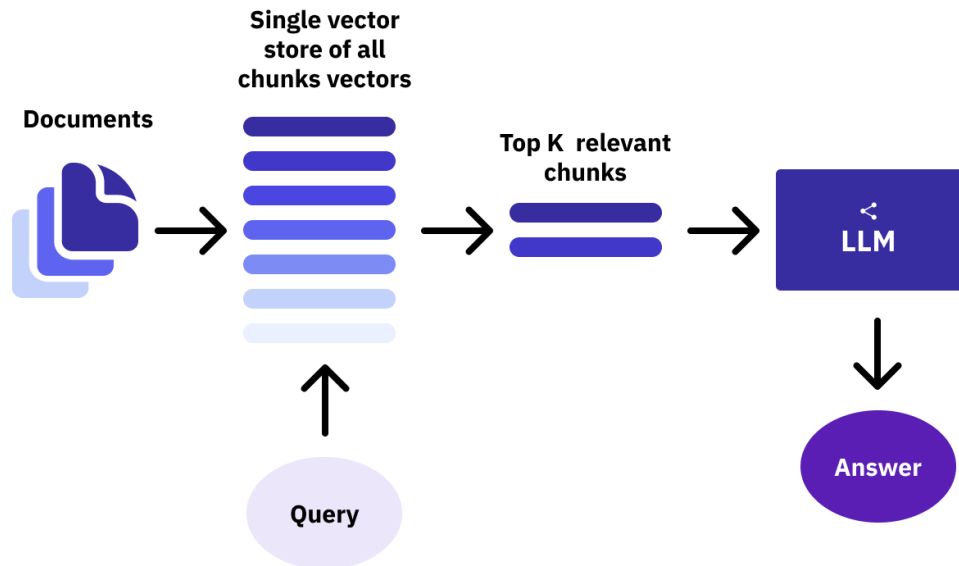 Single vector
store of all
chunks vectors
Documents
Top K relevant
chunks
LLM
Query
Answer